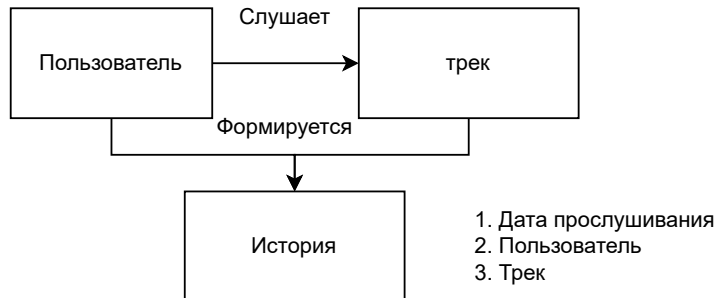 Слушает
Пользователь
трек
Формируется
История
1. Дата прослушивания
2. Пользователь
3. Трек